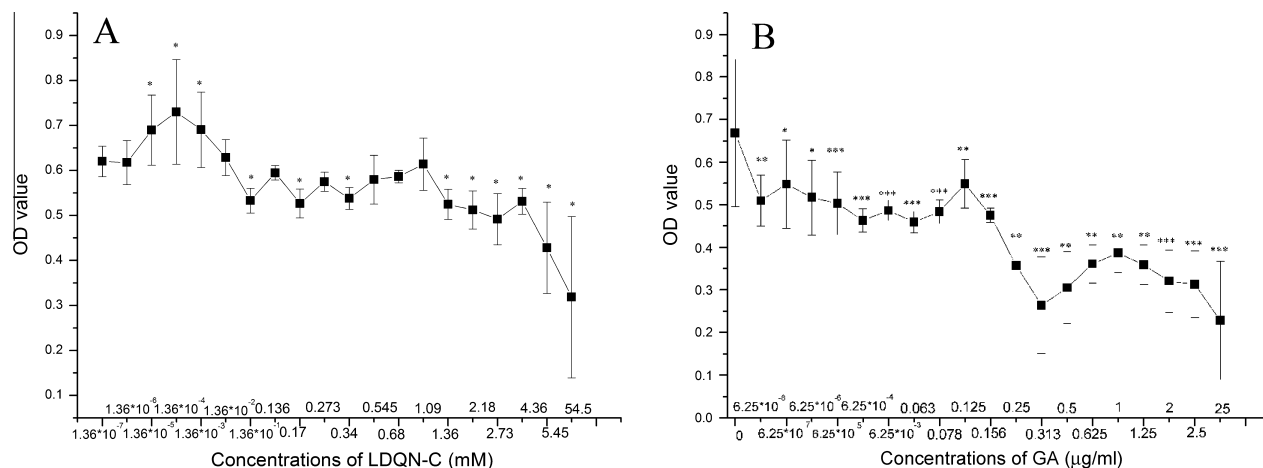 A
0.9
0.8
0.7
0.6
0.5
0.4
0.3
0.2
0.1
OD value
* * * * * * * * * * * *
1.36*10-6 1.36*10-4 1.36*10-2 0.136 0.273 0.545 1.09 2.18 4.36 54.5
1.36*10-7 1.36*10-5 1.36*10-3 1.36*10-1 0.17 0.34 0.68 1.36 2.73 5.45
Concentrations of LDQN-C (mM)
B
0.9
0.8
0.7
0.6
0.5
0.4
0.3
0.2
0.1
0.0
OD value
** * * *** *** *** *** *** ** *** ** *** ** ** ** ** *** *** ***
6.25*10-8 6.25*10-6 6.25*10-4 0.063 0.125 0.25 0.5 1 2 25
0 6.25*10-7 6.25*10-5 6.25*10-3 0.078 0.156 0.313 0.625 1.25 2.5
Concentrations of GA (μg/ml)